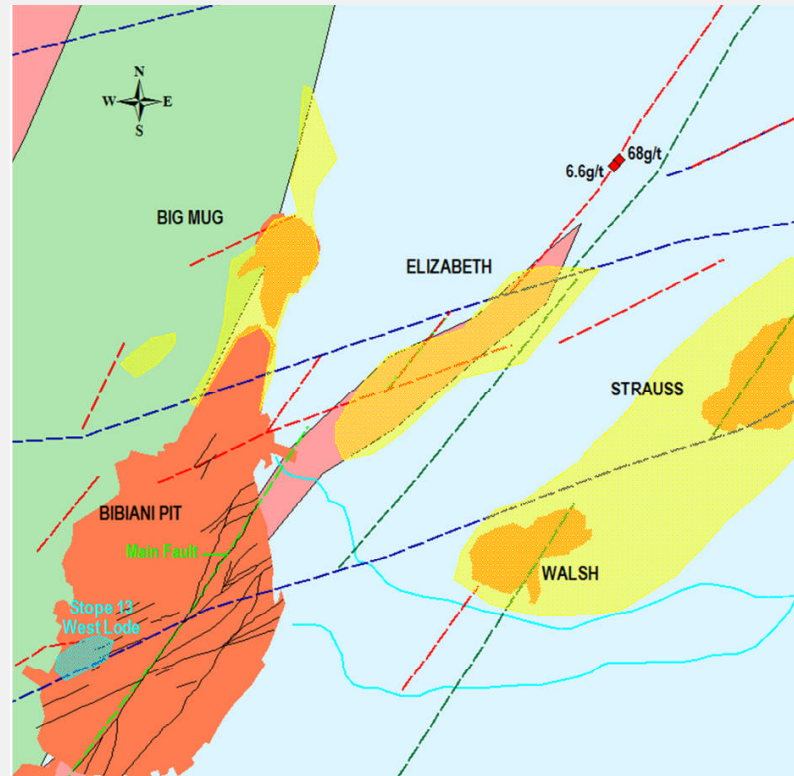 N
W E
S
68g/t
6.6g/t
BIG MUG
ELIZABETH
STRAUSS
BIBIANI PIT
Main Fault
WALSH
Stope 13
West Lode